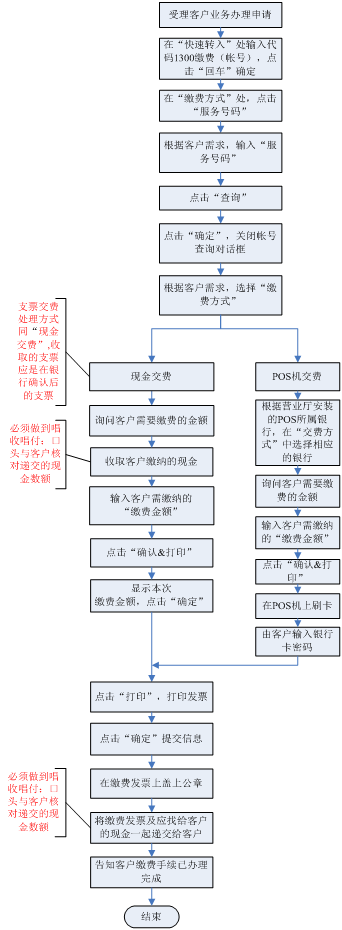 受理客户业务办理申请
在“快速转入”处输入代
码1300缴费（帐号），点
击“回车”确定
在“缴费方式”处，点击
“服务号码”
根据客户需求，输入“服
务号码”
点击“查询”
点击“确定”，关闭帐号
查询对话框
根据客户需求，选择“缴
费方式”
支票交费
处理方式
同“现金
交费”,收
取的支票
应是在银
行确认后
的支票
现金交费
POS机交费
必须做到唱
收唱付；口
头与客户核
对递交的现
金数额
询问客户需要缴费的金额
收取客户缴纳的现金
输入客户需缴纳的
“缴费金额”
点击“确认&打印”
显示本次
缴费金额，点击“确定”
根据营业厅安装
的POS所属银
行，在“交费方
式”中选择相应
的银行
询问客户需要缴
费的金额
输入客户需缴纳
的“缴费金额”
点击“确认&打
印”
在POS机上刷卡
由客户输入银行
卡密码
点击“打印”，打印发票
点击“确定”提交信息
在缴费发票上盖上公章
必须做到唱
收唱付；口
头与客户核
对递交的现
金数额
将缴费发票及应找给客户
的现金一起递交给客户
告知客户缴费手续已办理
完成
结束